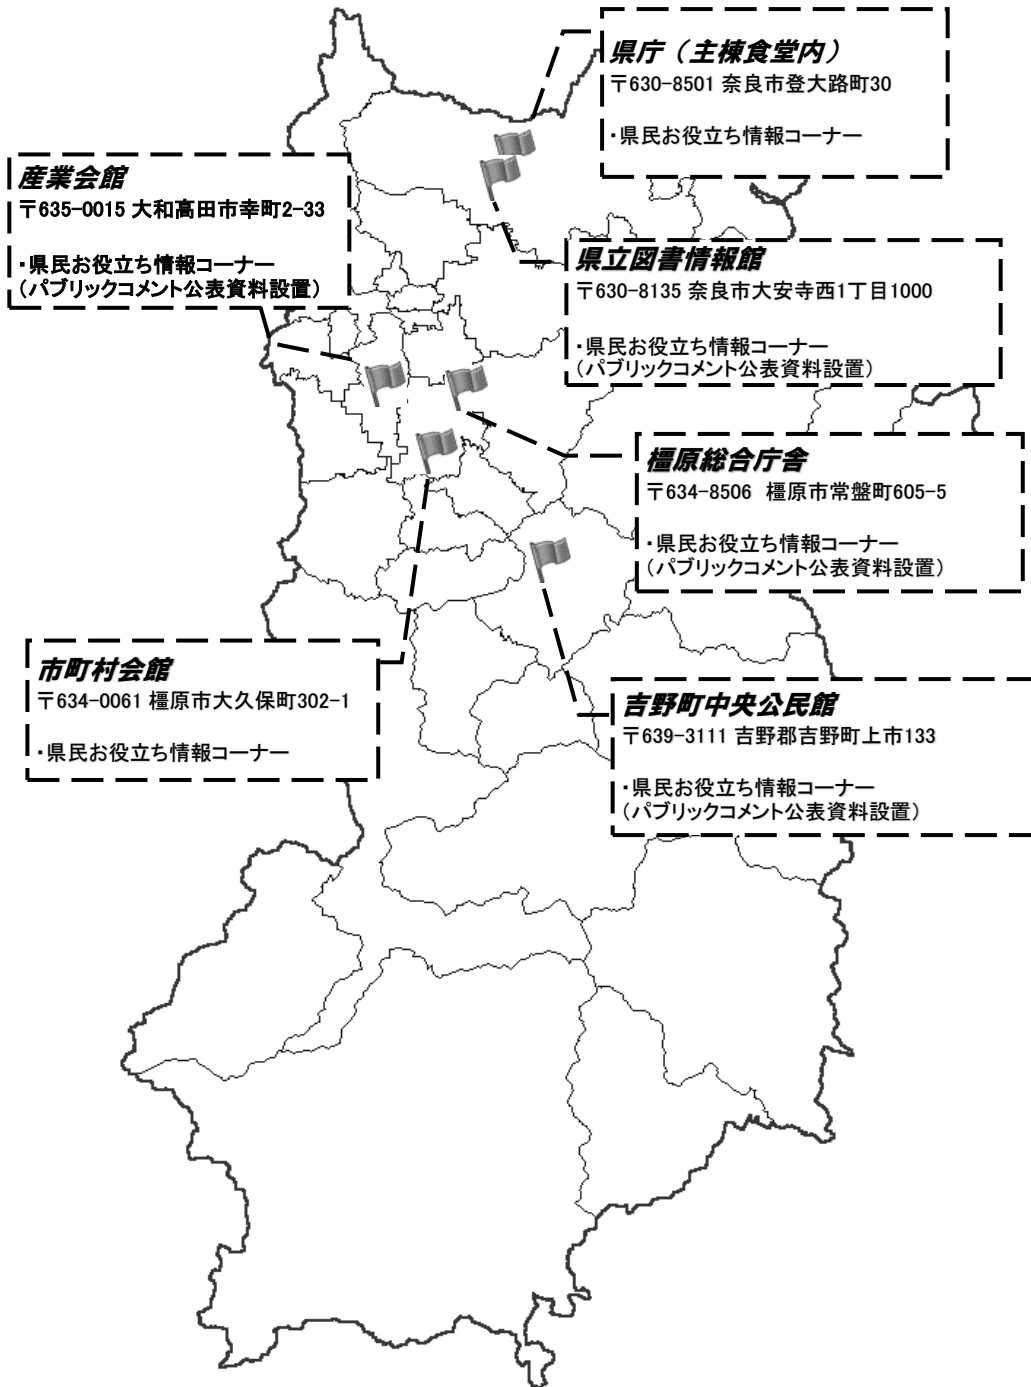 県庁（主棟食堂内）
〒630-8501 奈良市登大路町30
・県民お役立ち情報コーナー
産業会館
〒635-0015 大和高田市幸町2-33
・県民お役立ち情報コーナー
（パブリックコメント公表資料設置）
県立図書情報館
〒630-8135 奈良市大安寺西1丁目1000
・県民お役立ち情報コーナー
（パブリックコメント公表資料設置）
橿原総合庁舎
〒634-8506 橿原市常盤町605-5
・県民お役立ち情報コーナー
（パブリックコメント公表資料設置）
市町村会館
〒634-0061 橿原市大久保町302-1
・県民お役立ち情報コーナー
吉野町中央公民館
〒639-3111 吉野郡吉野町上市133
・県民お役立ち情報コーナー
（パブリックコメント公表資料設置）